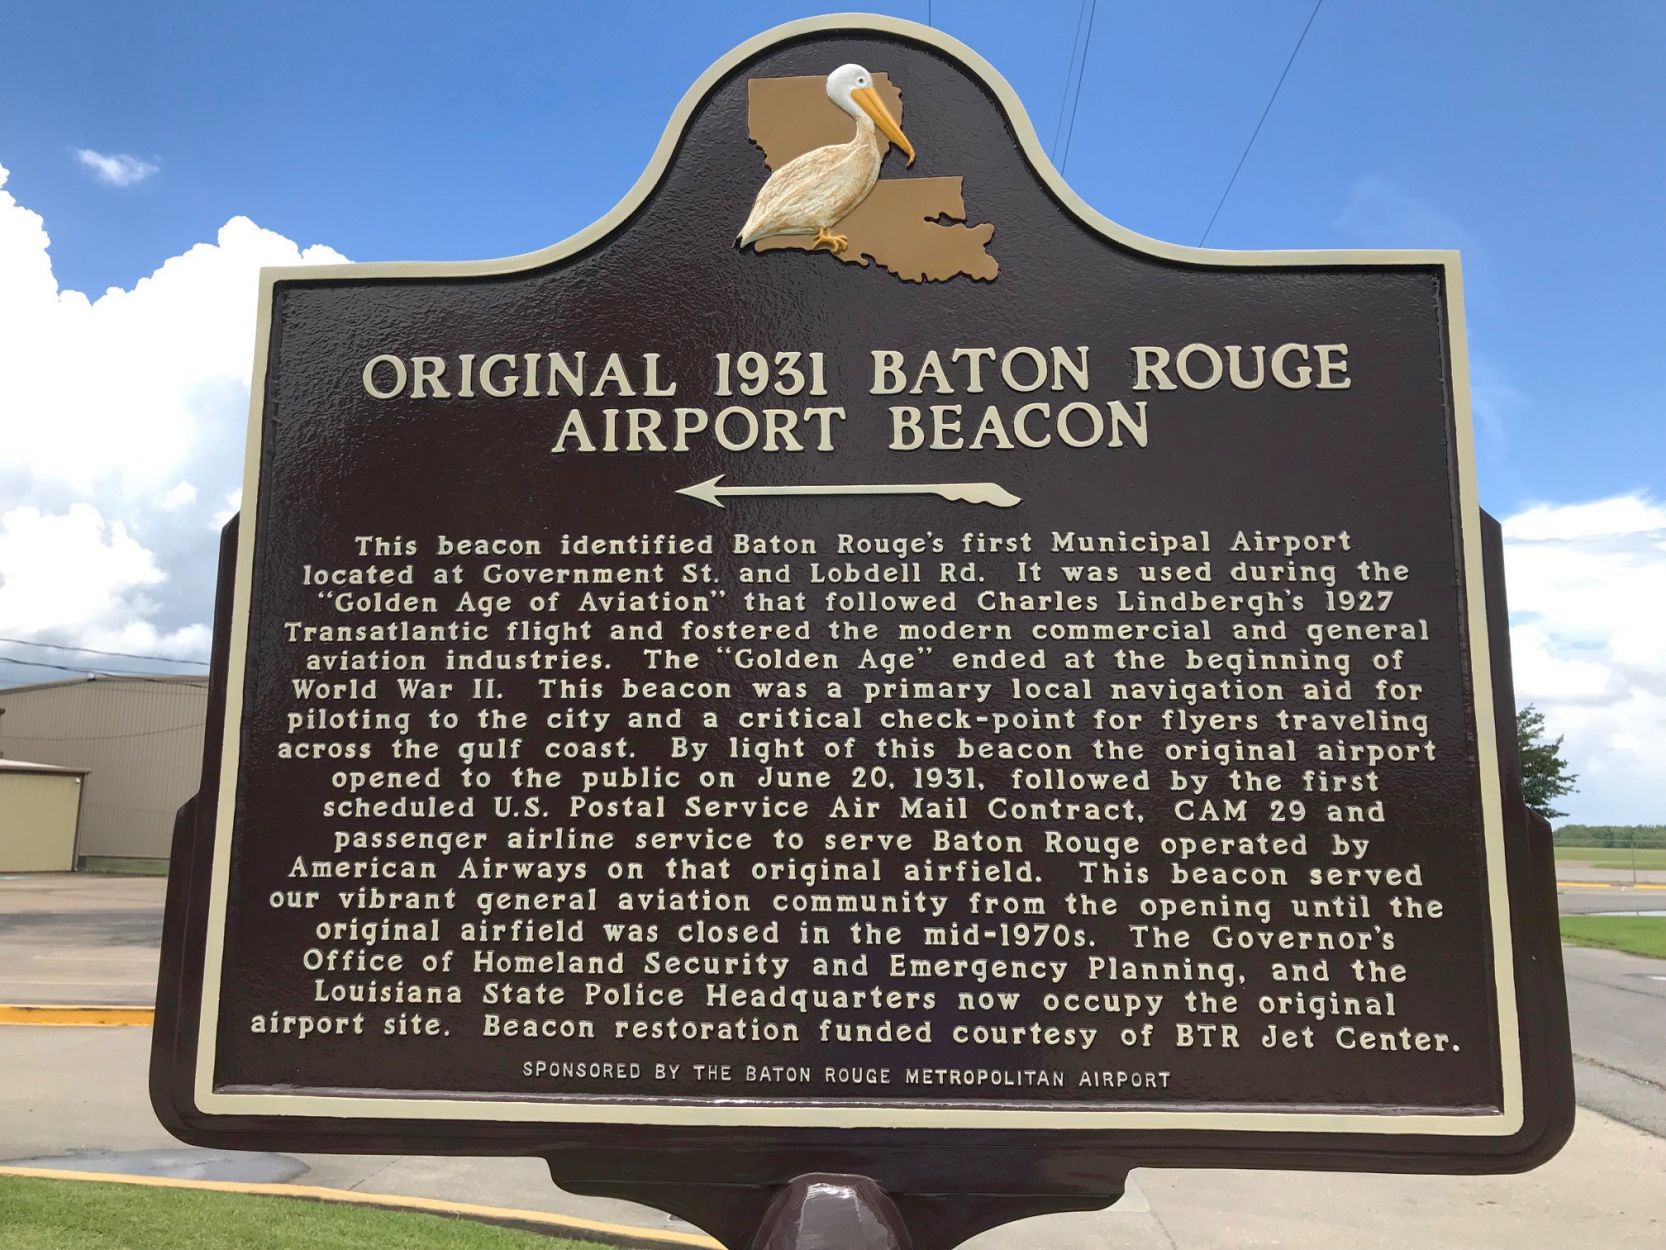 ORIGINAL 1931 BATON ROUGE
AIRPORT BEACON
This beacon identified Baton Rouge's first Municipal Airport
located at Government St. and Lobdell Rd. It was used during the
"Golden Age of Aviation" that followed Charles Lindbergh's 1927
Transatlantic flight and fostered the modern commercial and general
aviation industries. The "Golden Age" ended at the beginning of
World War II. This beacon was a primary local navigation aid for
piloting to the city and a critical check-point for flyers traveling
across the gulf coast. By light of this beacon the original airport
opened to the public on June 20, 1931, followed by the first
scheduled U.S. Postal Service Air Mail Contract, CAM 29 and
passenger airline service to serve Baton Rouge operated by
American Airways on that original airfield. This beacon served
our vibrant general aviation community from the opening until the
original airfield was closed in the mid-1970s. The Governor's
Office of Homeland Security and Emergency Planning, and the
Louisiana State Police Headquarters now occupy the original
airport site. Beacon restoration funded courtesy of BTR Jet Center.
SPONSORED BY THE BATON ROUGE METROPOLITAN AIRPORT